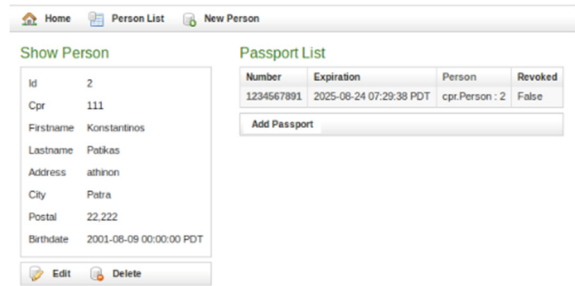 Home Person List New Person
Show Person
Id 2
Cpr 111
Firstname Konstantinos
Lastname Patikas
Address athinon
City Patra
Postal 22,222
Birthdate 2001-08-09 00:00:00 PDT
Edit Delete
Passport List
Number Expiration Person Revoked
1234567891 2025-08-24 07:29:38 PDT cpr.Person : 2 False
Add Passport